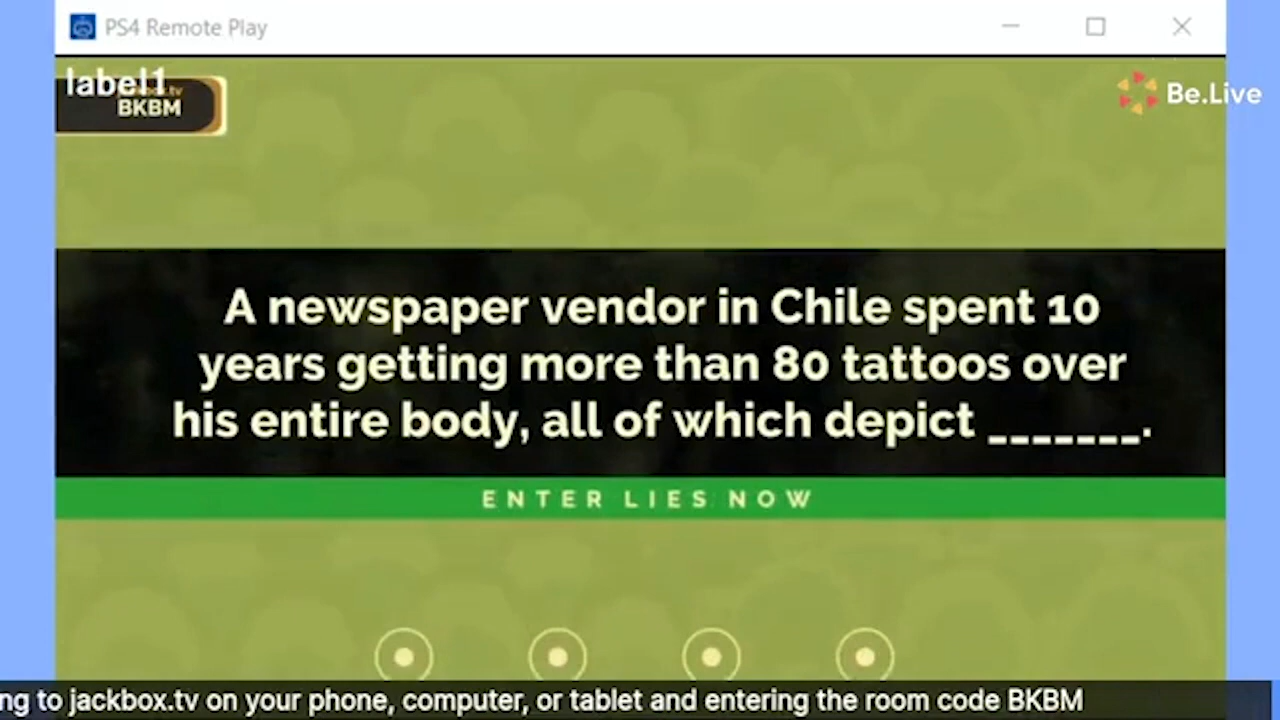 PS4 Remote Play
label1
BKBM
Be.Live
A newspaper vendor in Chile spent 10
years getting more than 80 tattoos over
his entire body, all of which depict _______.
ENTER LIES NOW
ng to jackbox.tv on your phone, computer, or tablet and entering the room code BKBM